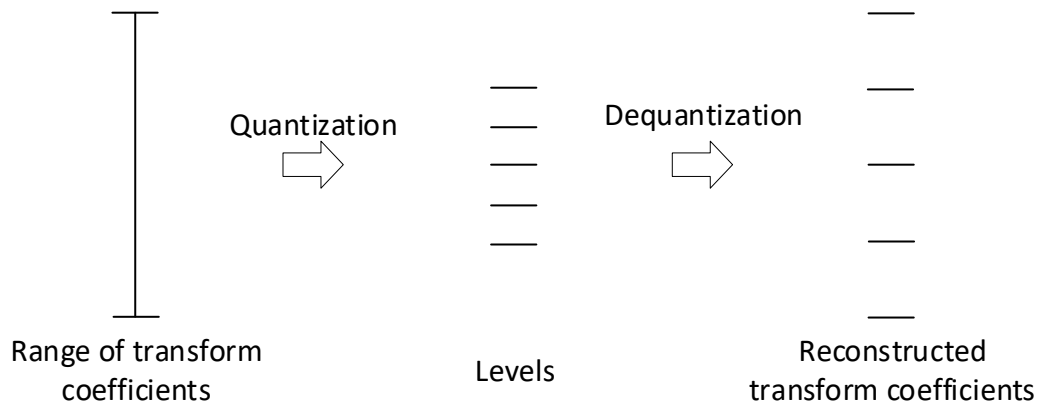 Quantization
Dequantization
Range of transform
coefficients
Levels
Reconstructed
transform coefficients